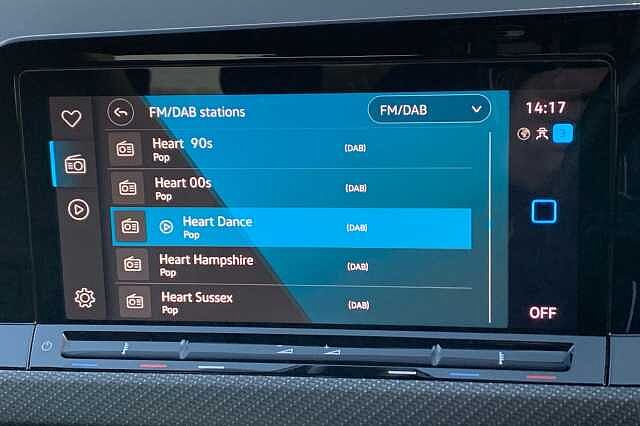 FM/DAB stations
FM/DAB
14:17
Heart 90s
Pop
(DAB)
Heart 00s
Pop
(DAB)
Heart Dance
Pop
(DAB)
Heart Hampshire
Pop
(DAB)
Heart Sussex
Pop
(DAB)
OFF